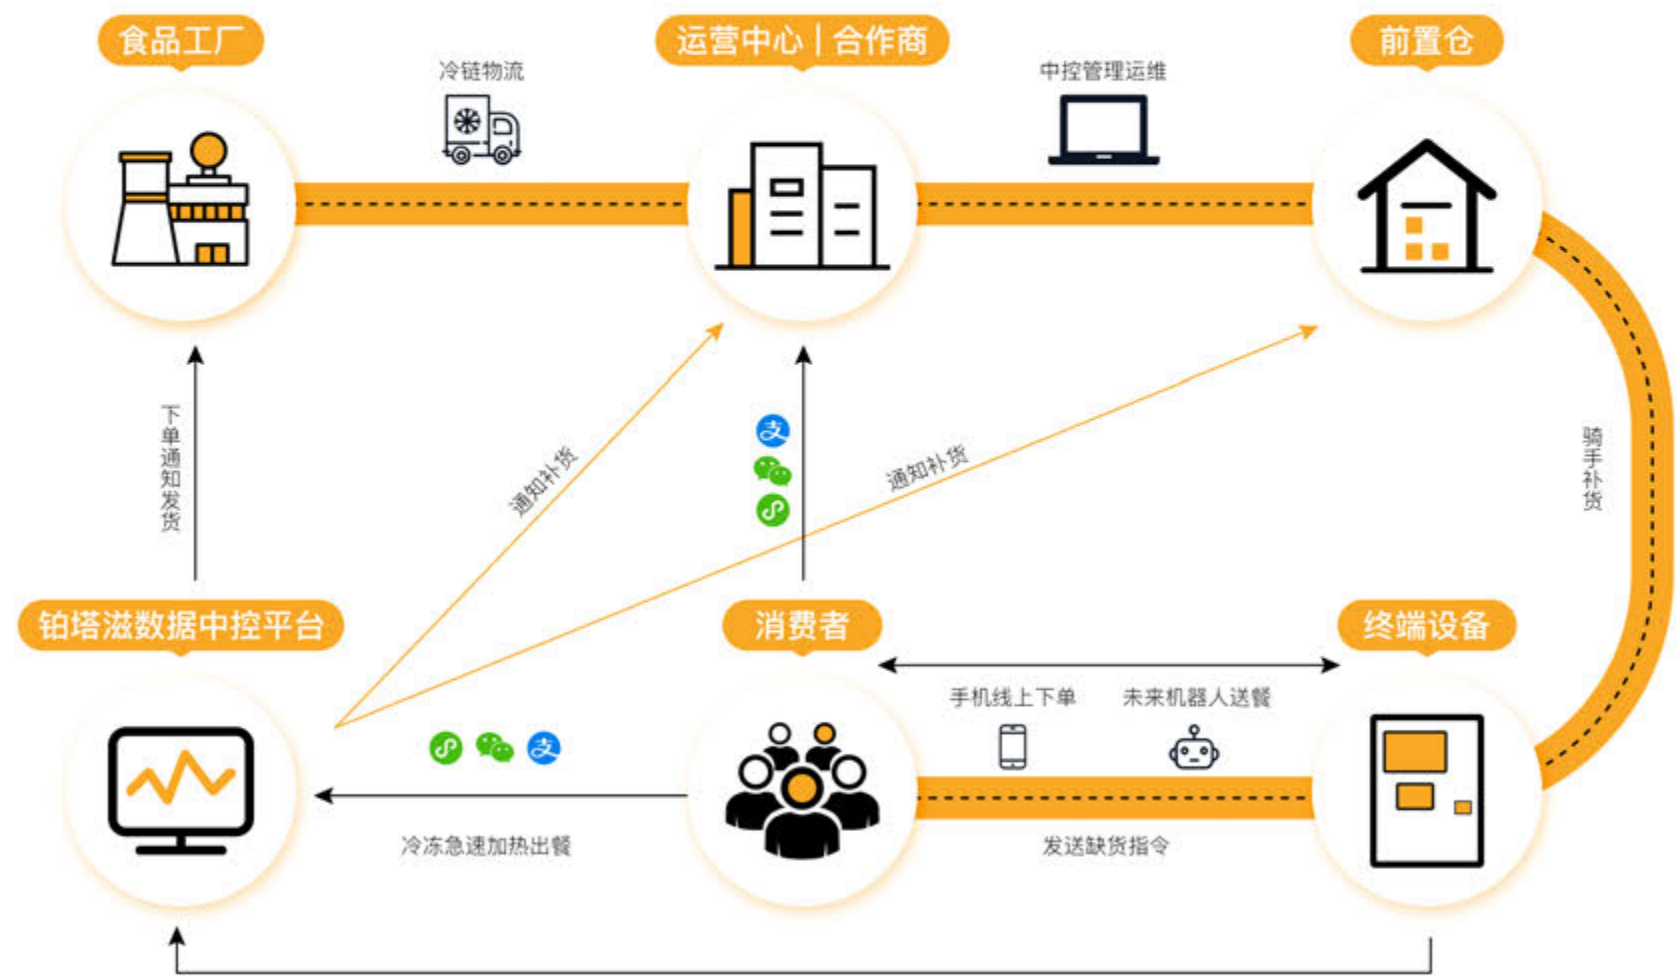 食品工厂
运营中心 | 合作商
前置仓
冷链物流
中控管理运维
下单通知发货
通知补货
通知补货
骑手补货
铂塔滋数据中控平台
消费者
终端设备
手机线上下单
未来机器人送餐
冷冻急速加热出餐
发送缺货指令